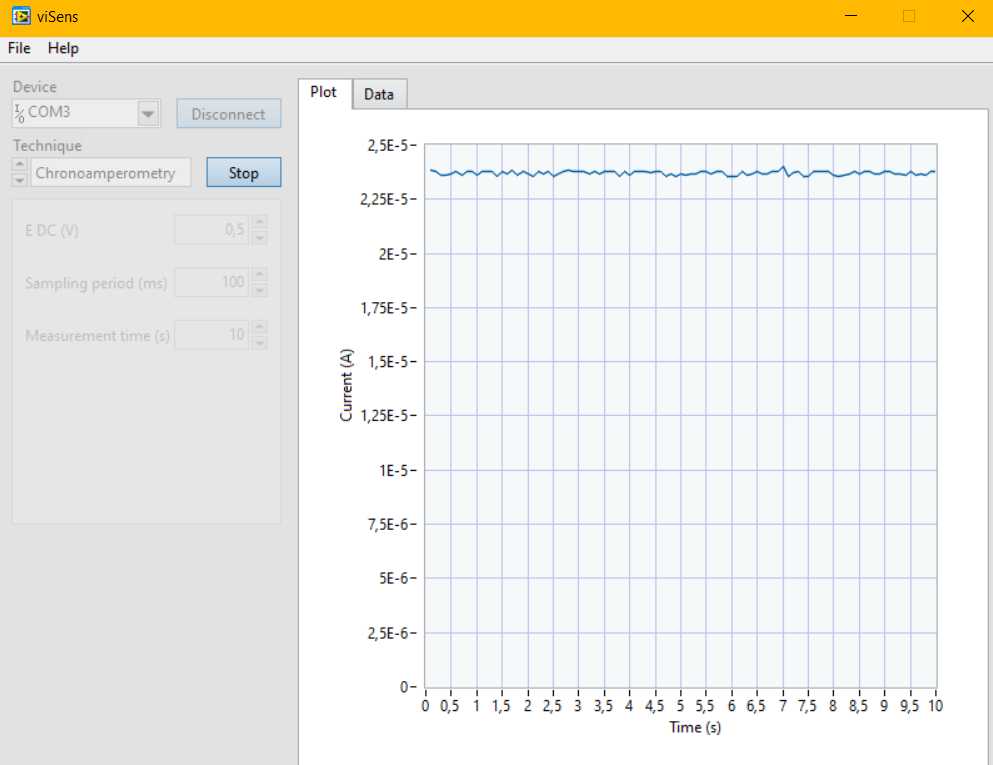 viSens
File Help
Device
COM3
Disconnect
Technique
Chronoamperometry
Stop
E DC (V)
0,5
Sampling period (ms)
100
Measurement time (s)
10
Plot
Data
2,5E-5
2,25E-5
2E-5
1,75E-5
1,5E-5
1,25E-5
1E-5
7,5E-6
5E-6
2,5E-6
0
Current (A)
0 0,5 1 1,5 2 2,5 3 3,5 4 4,5 5 5,5 6 6,5 7 7,5 8 8,5 9 9,5 10
Time (s)